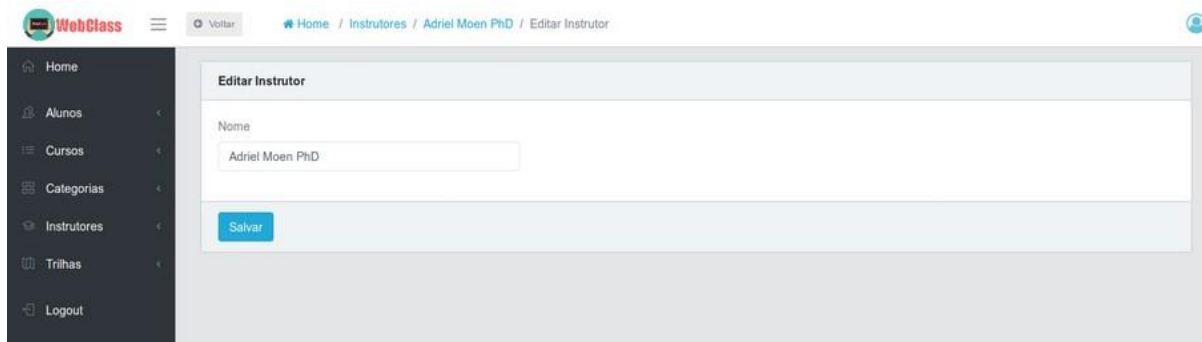 WebClass
Voltar
Home / Instrutores / Adriel Moen PhD / Editar Instrutor
Home
Alunos
Cursos
Categorias
Instrutores
Trilhas
Logout
Editar Instrutor
Nome
Adriel Moen PhD
Salvar